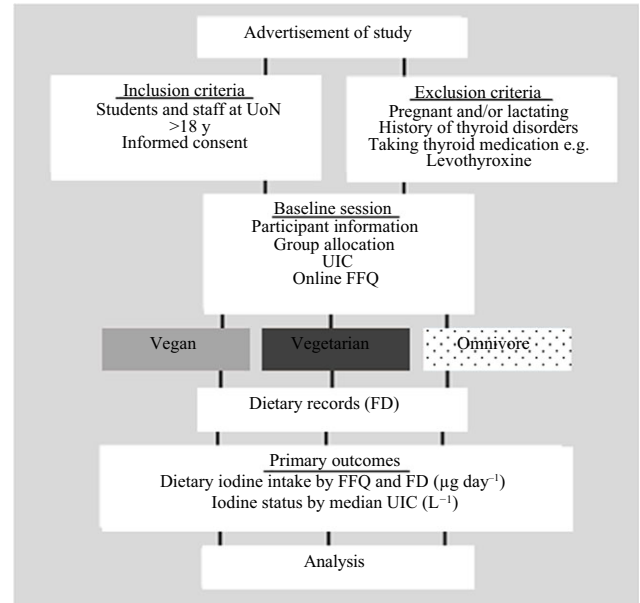 Advertisement of study
Inclusion criteria
Students and staff at UoN
>18 y
Informed consent
Exclusion criteria
Pregnant and/or lactating
History of thyroid disorders
Taking thyroid medication e.g.
Levothyroxine
Baseline session
Participant information
Group allocation
UIC
Online FFQ
Vegan
Vegetarian
Omnivore
Dietary records (FD)
Primary outcomes
Dietary iodine intake by FFQ and FD (µg day⁻¹)
Iodine status by median UIC (L⁻¹)
Analysis